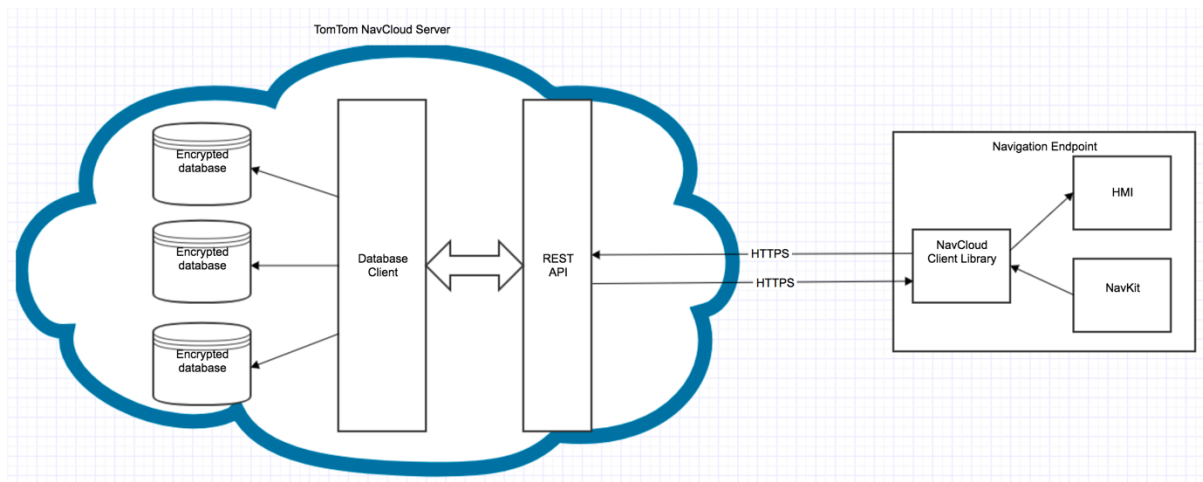 TomTom NavCloud Server
Encrypted
database
Encrypted
database
Encrypted
database
Database
Client
REST
API
HTTPS
HTTPS
Navigation Endpoint
NavCloud
Client Library
HMI
NavKit